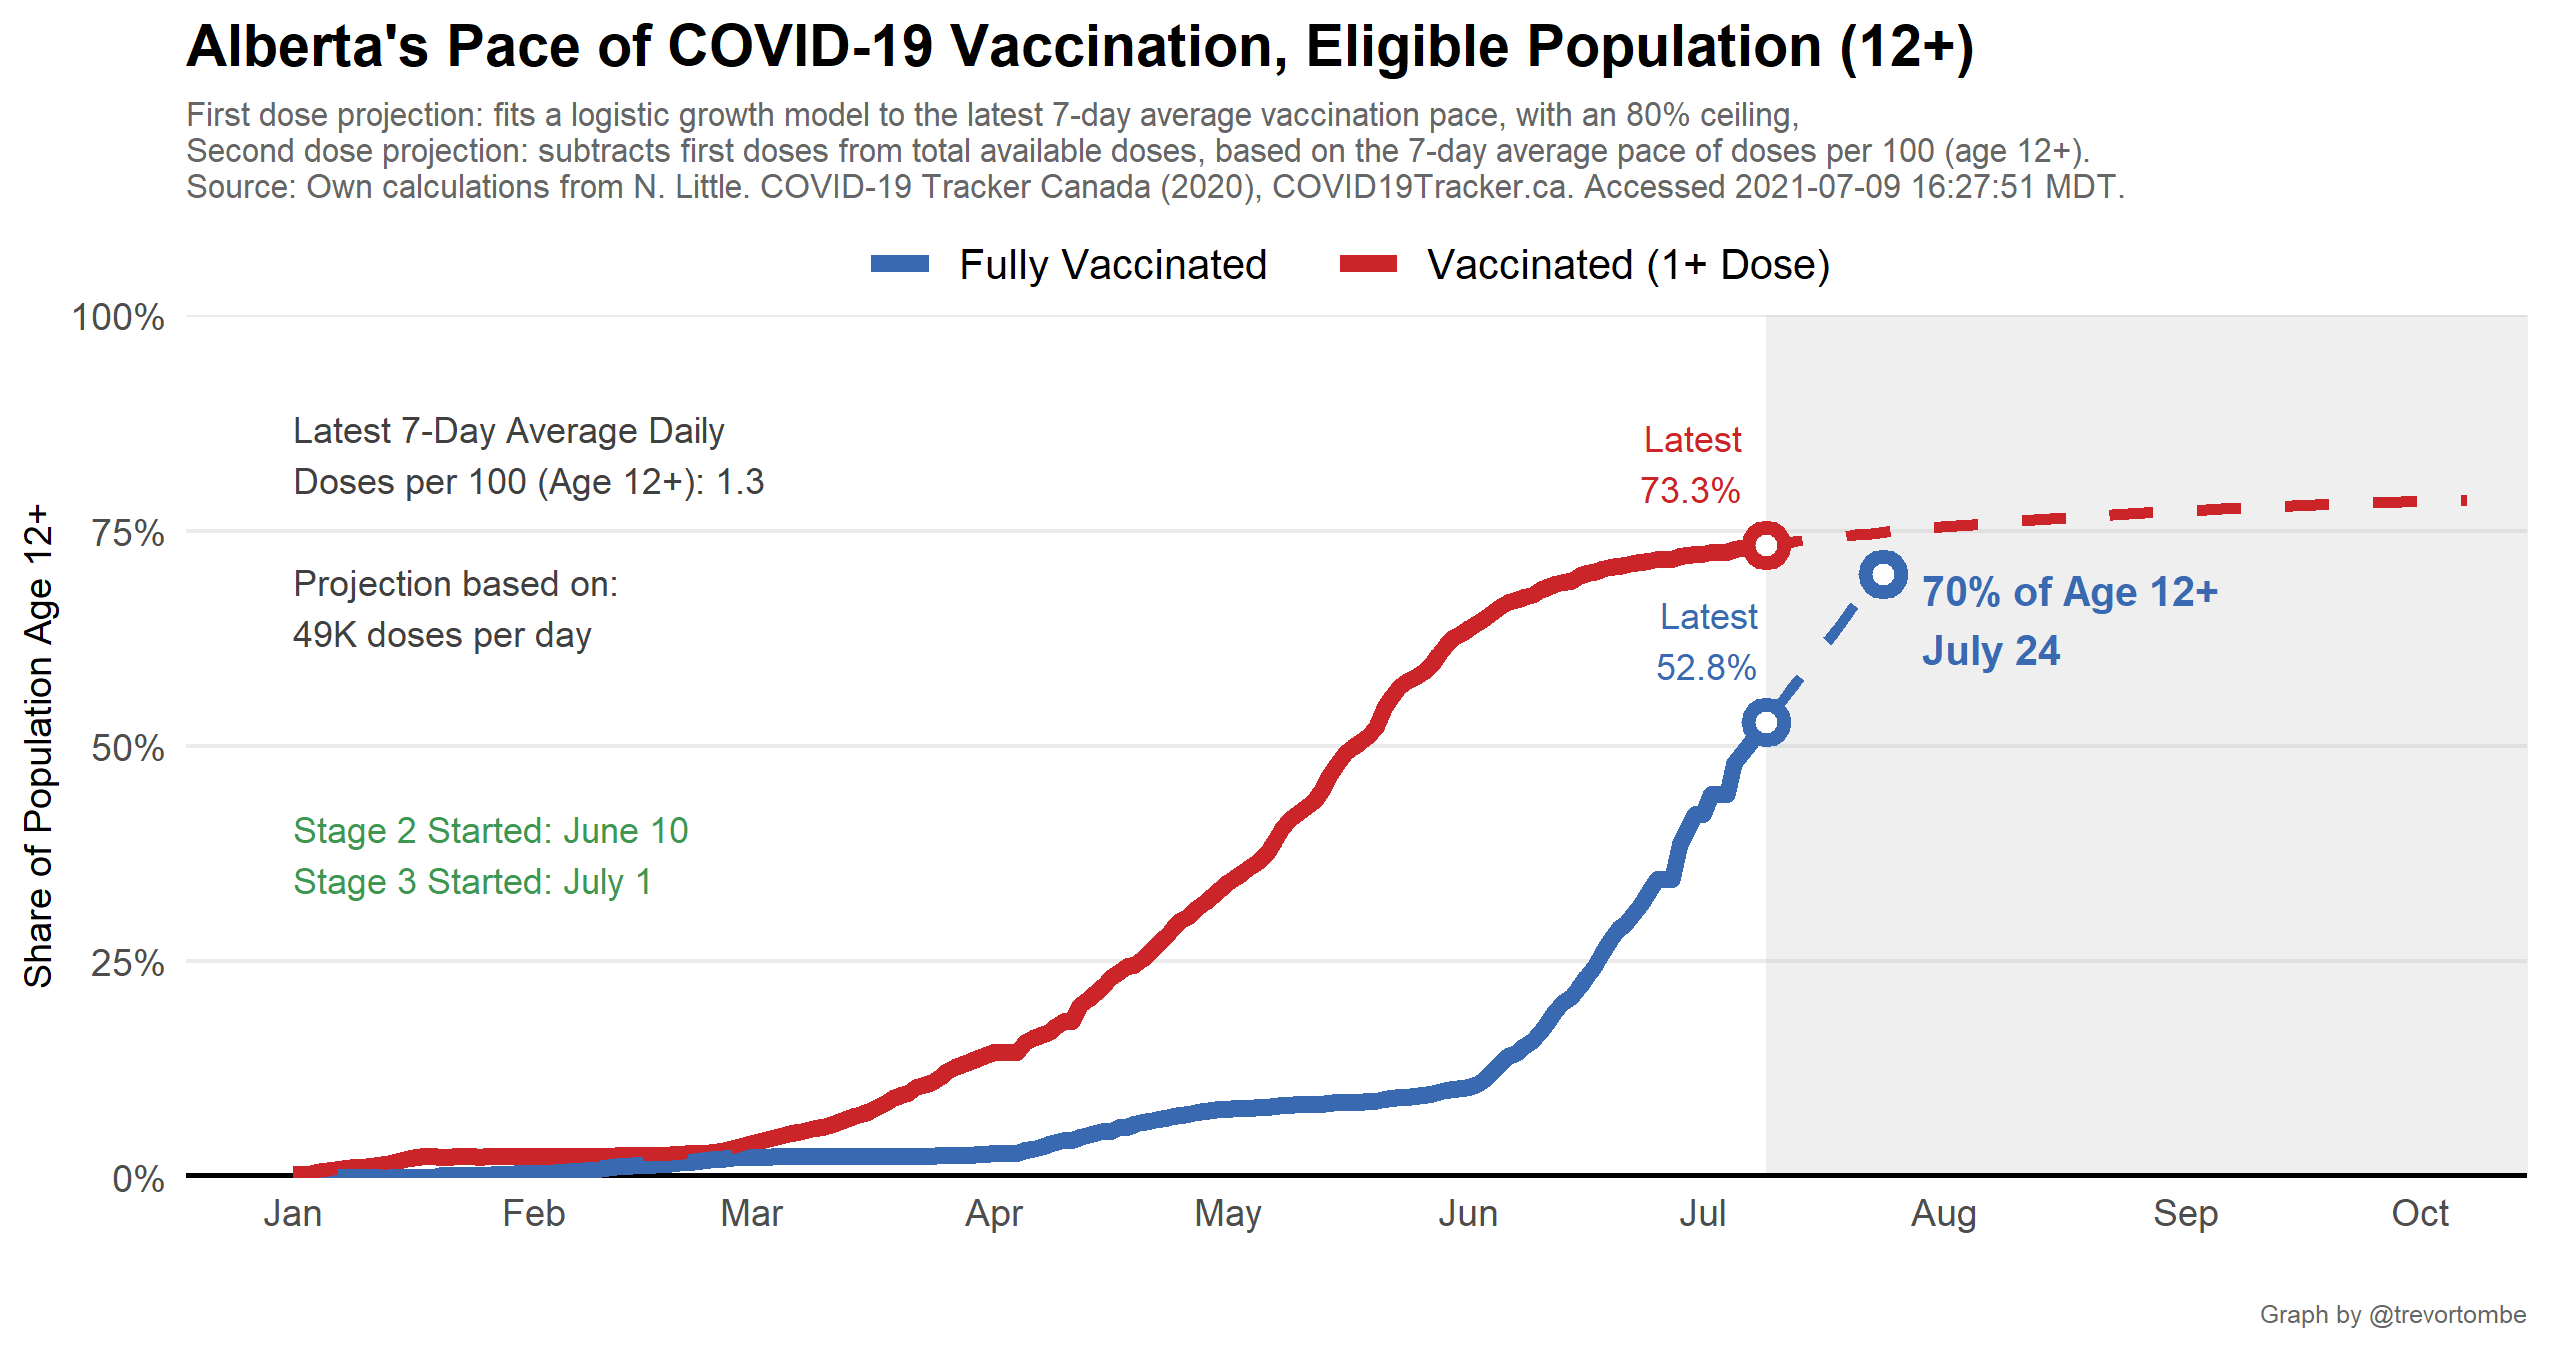 Alberta's Pace of COVID-19 Vaccination, Eligible Population (12+)
First dose projection: fits a logistic growth model to the latest 7-day average vaccination pace, with an 80% ceiling,
Second dose projection: subtracts first doses from total available doses, based on the 7-day average pace of doses per 100 (age 12+).
Source: Own calculations from N. Little. COVID-19 Tracker Canada (2020), COVID19Tracker.ca. Accessed 2021-07-09 16:27:51 MDT.
Fully Vaccinated
Vaccinated (1+ Dose)
Share of Population Age 12+
100%
75%
50%
25%
0%
Latest 7-Day Average Daily
Doses per 100 (Age 12+): 1.3
Projection based on:
49K doses per day
Stage 2 Started: June 10
Stage 3 Started: July 1
Latest
73.3%
Latest
52.8%
70% of Age 12+
July 24
Jan
Feb
Mar
Apr
May
Jun
Jul
Aug
Sep
Oct
Graph by @trevortombe